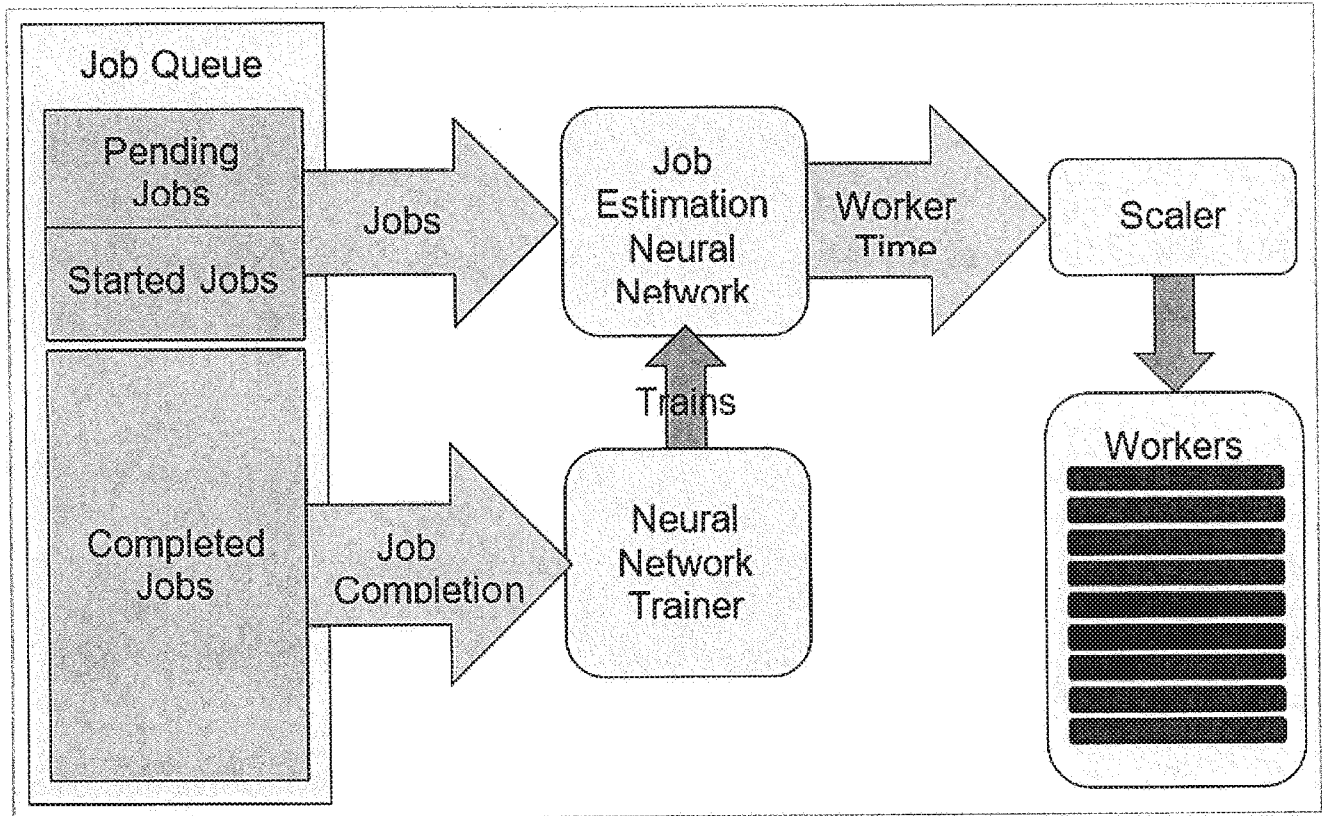 Job Queue
Pending
Jobs
Started Jobs
Completed
Jobs
Jobs
Job
Completion
Job
Estimation
Neural
Network
Trains
Neural
Network
Trainer
Worker
Time
Scaler
Workers